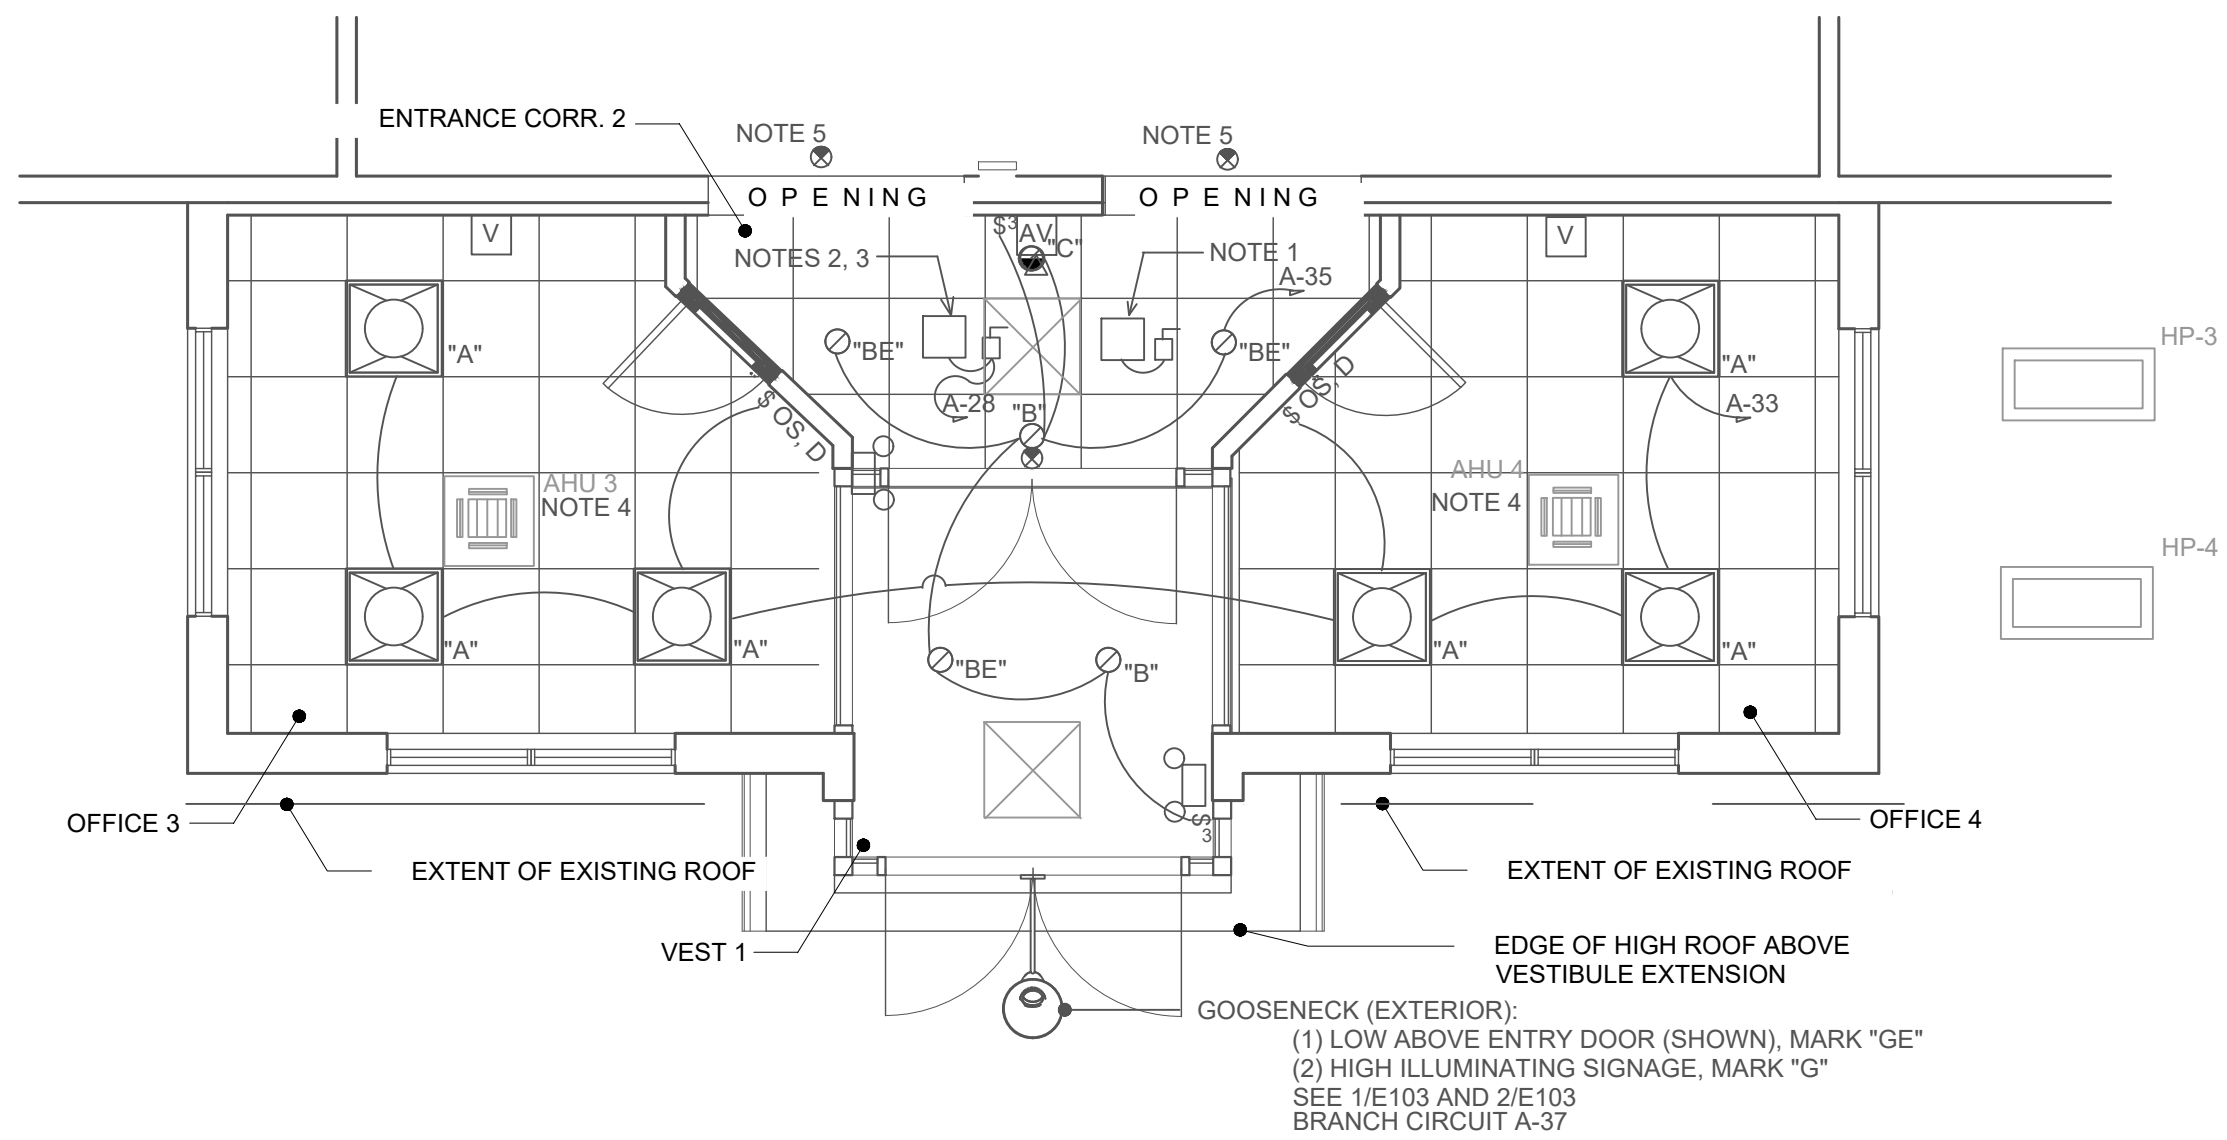 ENTRANCE CORR. 2
NOTE 5
NOTE 5
OPENING
OPENING
V
$3
AV
"C"
V
NOTES 2, 3
NOTE 1
A-35
"A"
"BE"
"BE"
"A"
HP-3
$ OS, D
A-28
"B"
$ OS, D
A-33
AHU 3
NOTE 4
AHU 4
NOTE 4
HP-4
"A"
"A"
"BE"
"B"
"A"
"A"
$3
OFFICE 3
OFFICE 4
EXTENT OF EXISTING ROOF
EXTENT OF EXISTING ROOF
VEST 1
EDGE OF HIGH ROOF ABOVE
VESTIBULE EXTENSION
GOOSENECK (EXTERIOR):
(1) LOW ABOVE ENTRY DOOR (SHOWN), MARK "GE"
(2) HIGH ILLUMINATING SIGNAGE, MARK "G"
SEE 1/E103 AND 2/E103
BRANCH CIRCUIT A-37